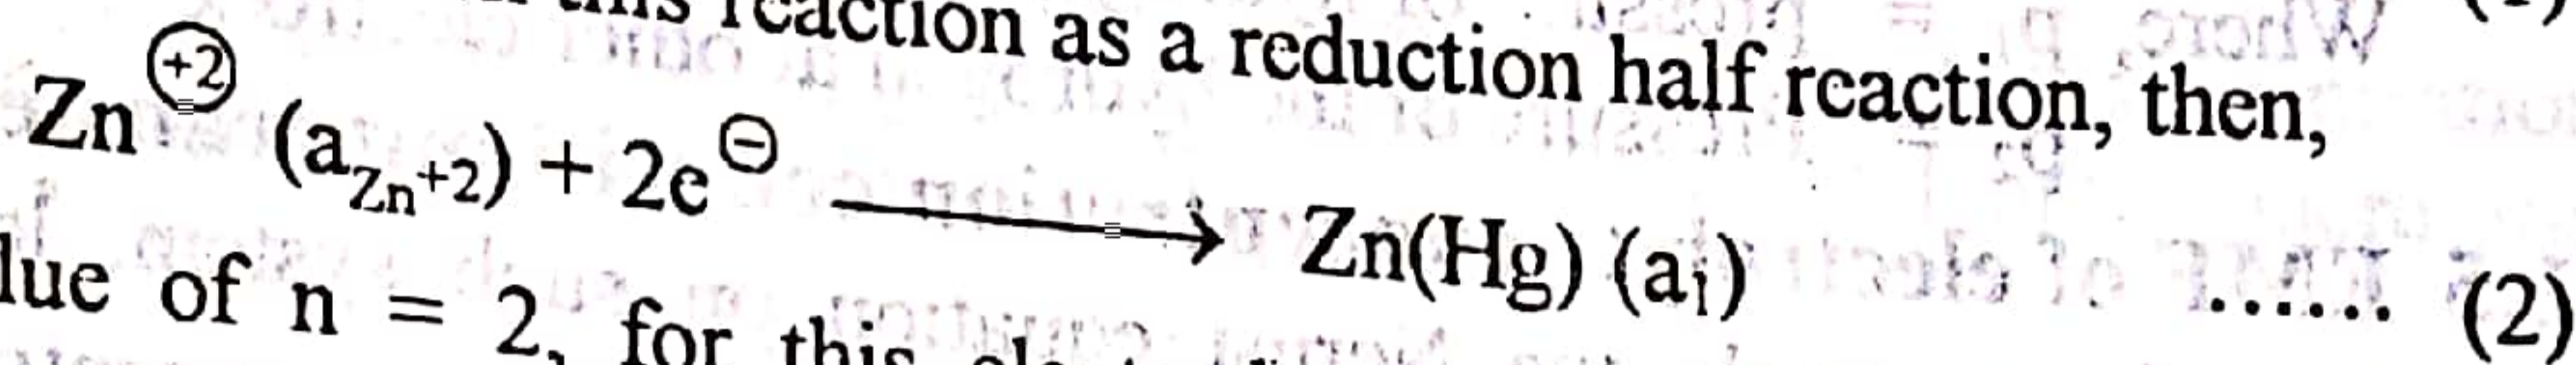 this reaction as a reduction half reaction, then,
Zn⊕2 (aZn+2) + 2e⊖ ⟶ Zn(Hg) (a1) ...... (2)
of n = 2, for this